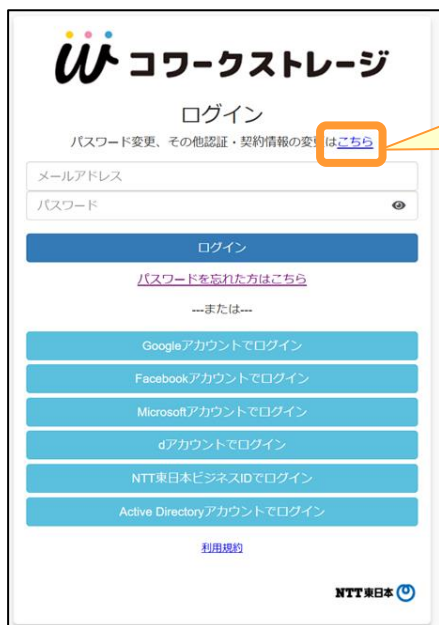 コワークストレージ
ログイン
パスワード変更、その他認証・契約情報の変更はこちら
メールアドレス
パスワード
ログイン
パスワードを忘れた方はこちら
---または---
Googleアカウントでログイン
Facebookアカウントでログイン
Microsoftアカウントでログイン
dアカウントでログイン
NTT東日本ビジネスIDでログイン
Active Directoryアカウントでログイン
利用規約
NTT東日本